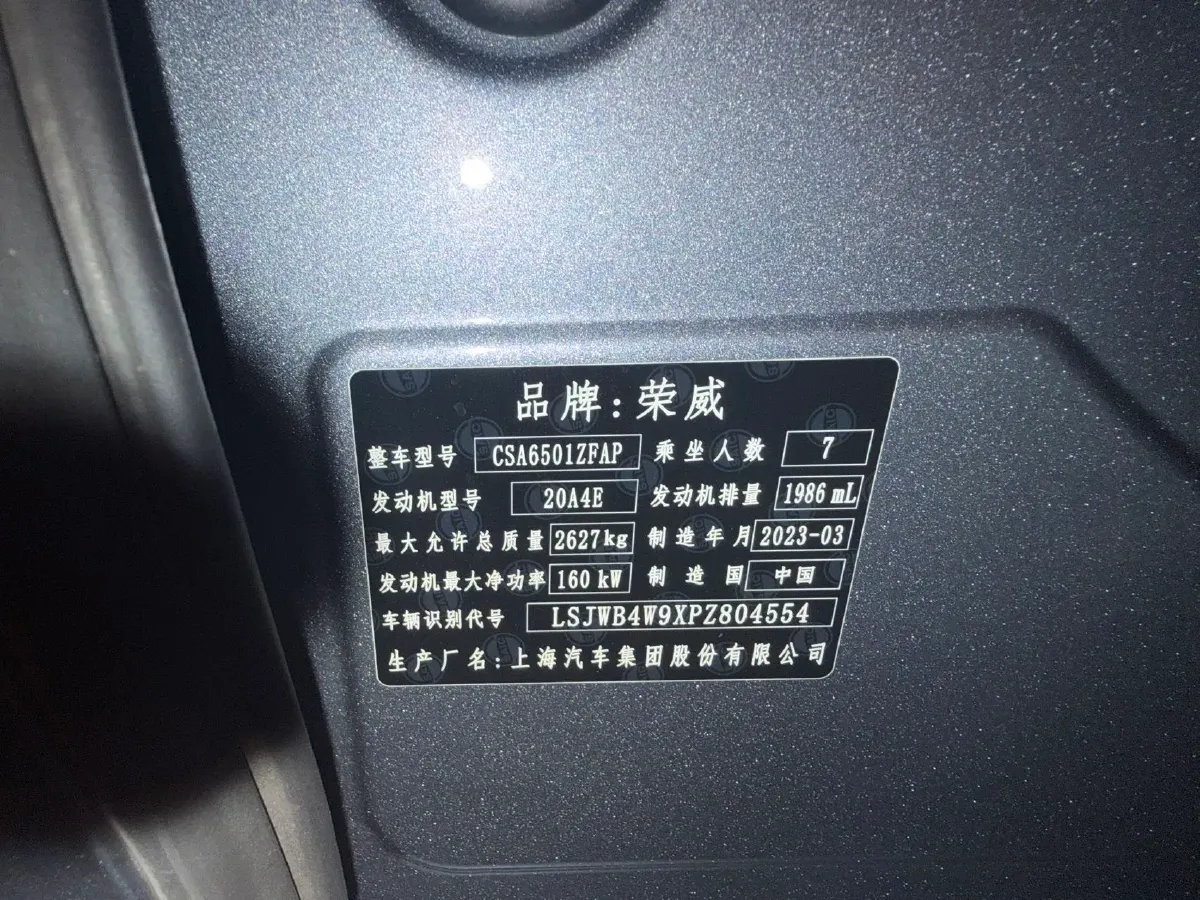 品牌:荣威
整车型号 CSA6501ZFAP 乘坐人数 7
发动机型号 20A4E 发动机排量 1986 mL
最大允许总质量 2627kg 制造年月 2023-03
发动机最大净功率 160 kW 制造国 中国
车辆识别代号 LSJWB4W9XPZ804554
生产厂名:上海汽车集团股份有限公司